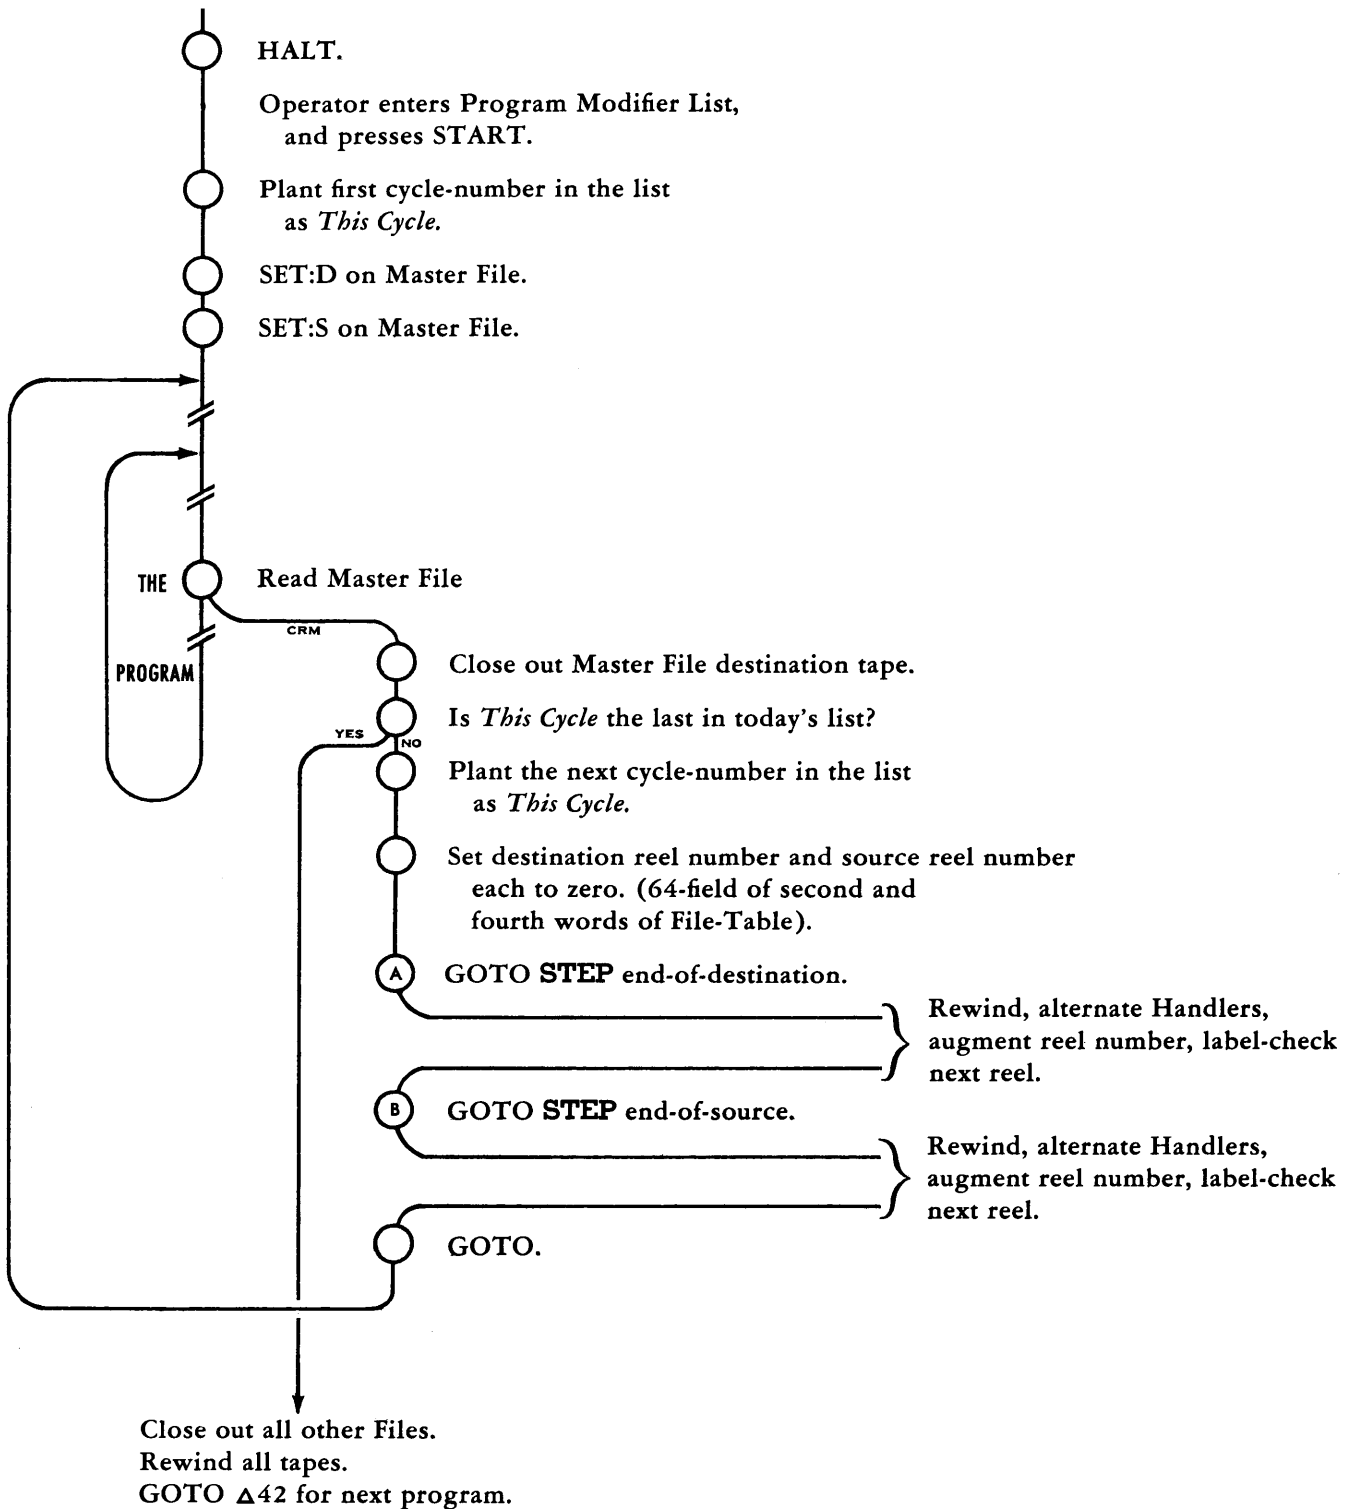 HALT.
Operator enters Program Modifier List,
and presses START.
Plant first cycle-number in the list
as This Cycle.
SET:D on Master File.
SET:S on Master File.
THE
Read Master File
CRM
PROGRAM
Close out Master File destination tape.
Is This Cycle the last in today's list?
YES
NO
Plant the next cycle-number in the list
as This Cycle.
Set destination reel number and source reel number
each to zero. (64-field of second and
fourth words of File-Table).
A
GOTO STEP end-of-destination.
Rewind, alternate Handlers,
augment reel number, label-check
next reel.
B
GOTO STEP end-of-source.
Rewind, alternate Handlers,
augment reel number, label-check
next reel.
GOTO.
Close out all other Files.
Rewind all tapes.
GOTO Δ42 for next program.